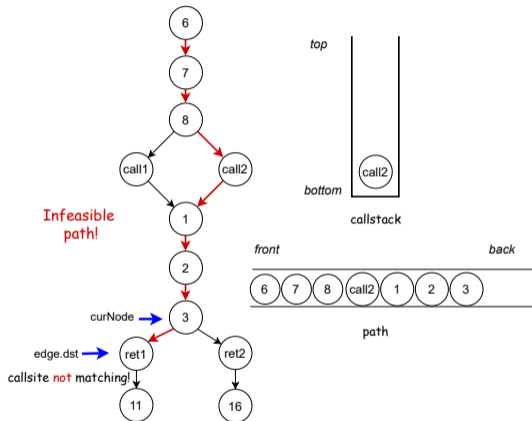 6
7
8
call1
call2
1
2
3
ret1
ret2
11
16
Infeasible
path!
curNode
edge.dst
callsite not matching!
top
call2
bottom
callstack
front
back
6 7 8 call2 1 2 3
path